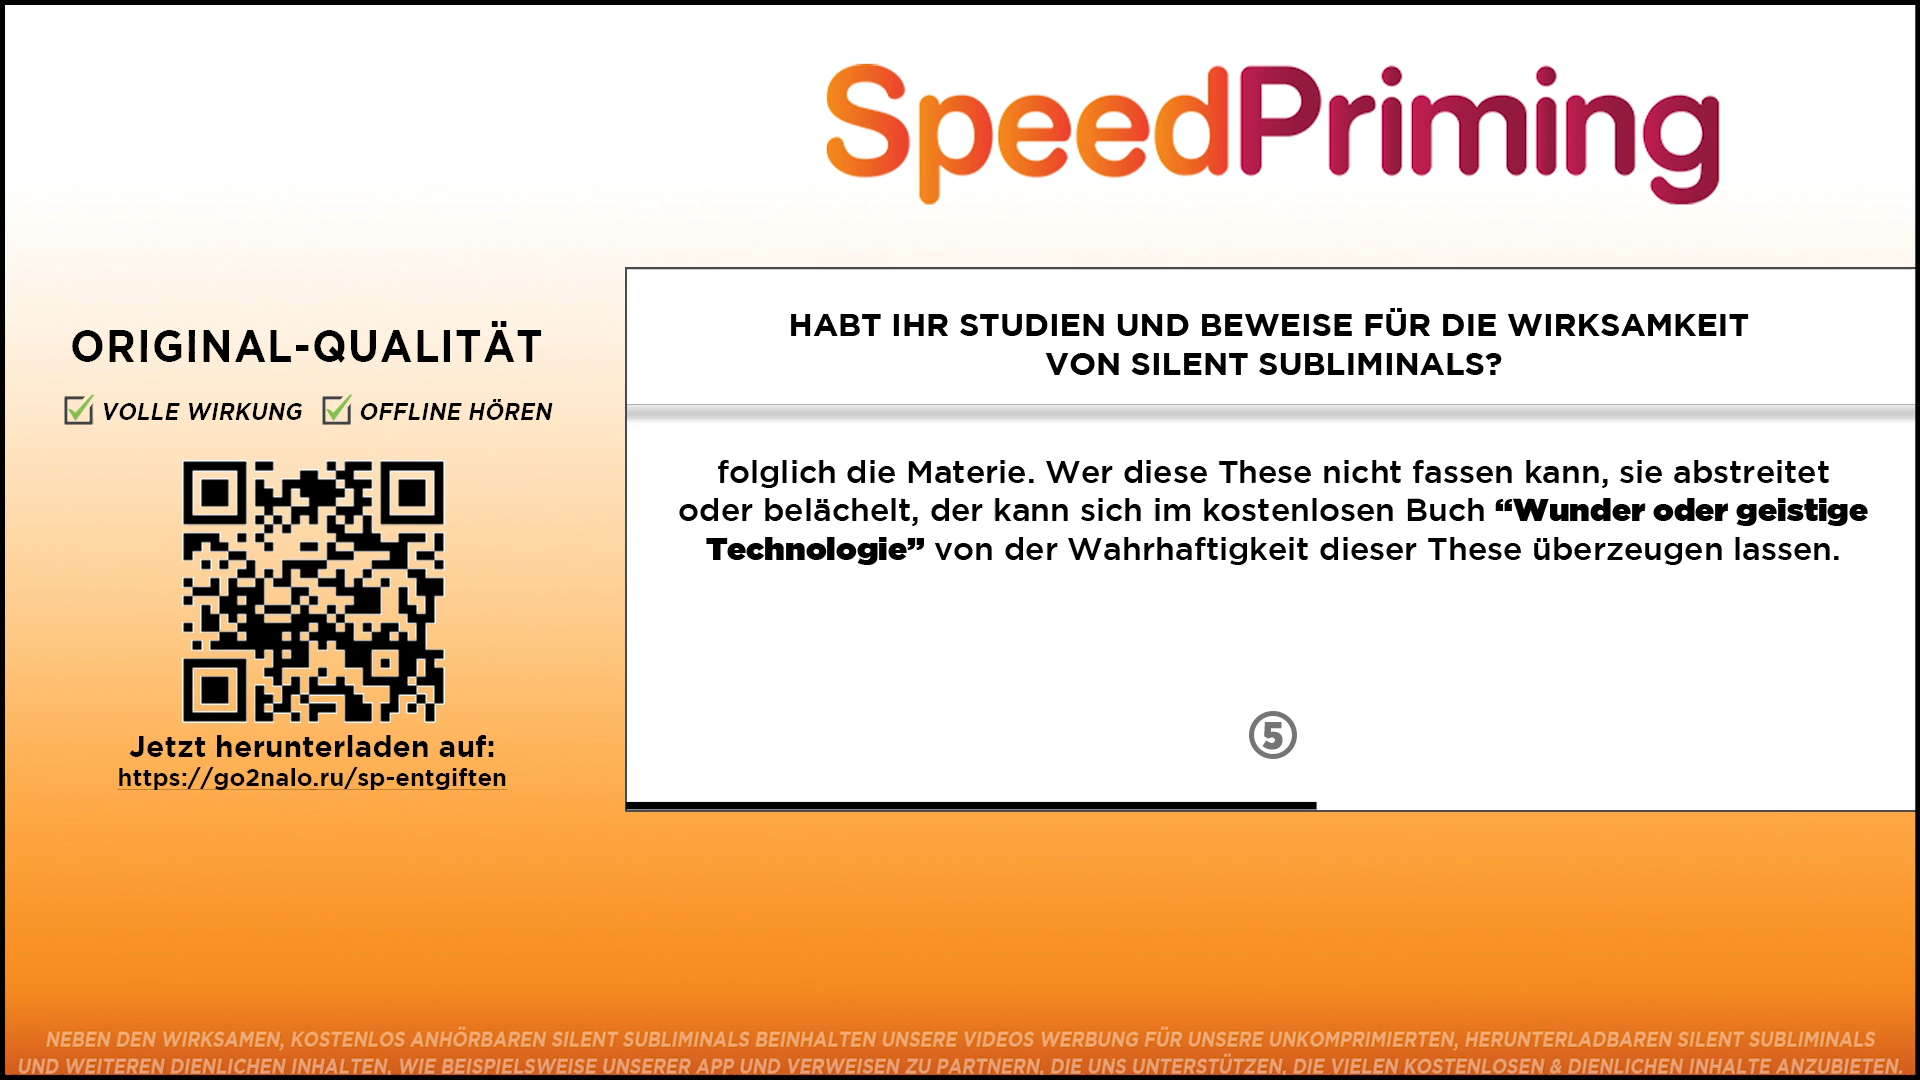 SpeedPriming
ORIGINAL-QUALITÄT
VOLLE WIRKUNG OFFLINE HÖREN
Jetzt herunterladen auf:
https://go2nalo.ru/sp-entgiften
HABT IHR STUDIEN UND BEWEISE FÜR DIE WIRKSAMKEIT
VON SILENT SUBLIMINALS?
folglich die Materie. Wer diese These nicht fassen kann, sie abstreitet
oder belächelt, der kann sich im kostenlosen Buch “Wunder oder geistige
Technologie” von der Wahrhaftigkeit dieser These überzeugen lassen.
5
NEBEN DEN WIRKSAMEN, KOSTENLOS ANHÖRBAREN SILENT SUBLIMINALS BEINHALTEN UNSERE VIDEOS WERBUNG FÜR UNSERE UNKOMPRIMIERTEN, HERUNTERLADBAREN SILENT SUBLIMINALS
UND WEITEREN DIENLICHEN INHALTEN, WIE BEISPIELSWEISE UNSERER APP UND VERWEISEN ZU PARTNERN, DIE UNS UNTERSTÜTZEN, DIE VIELEN KOSTENLOSEN & DIENLICHEN INHALTE ANZUBIETEN.